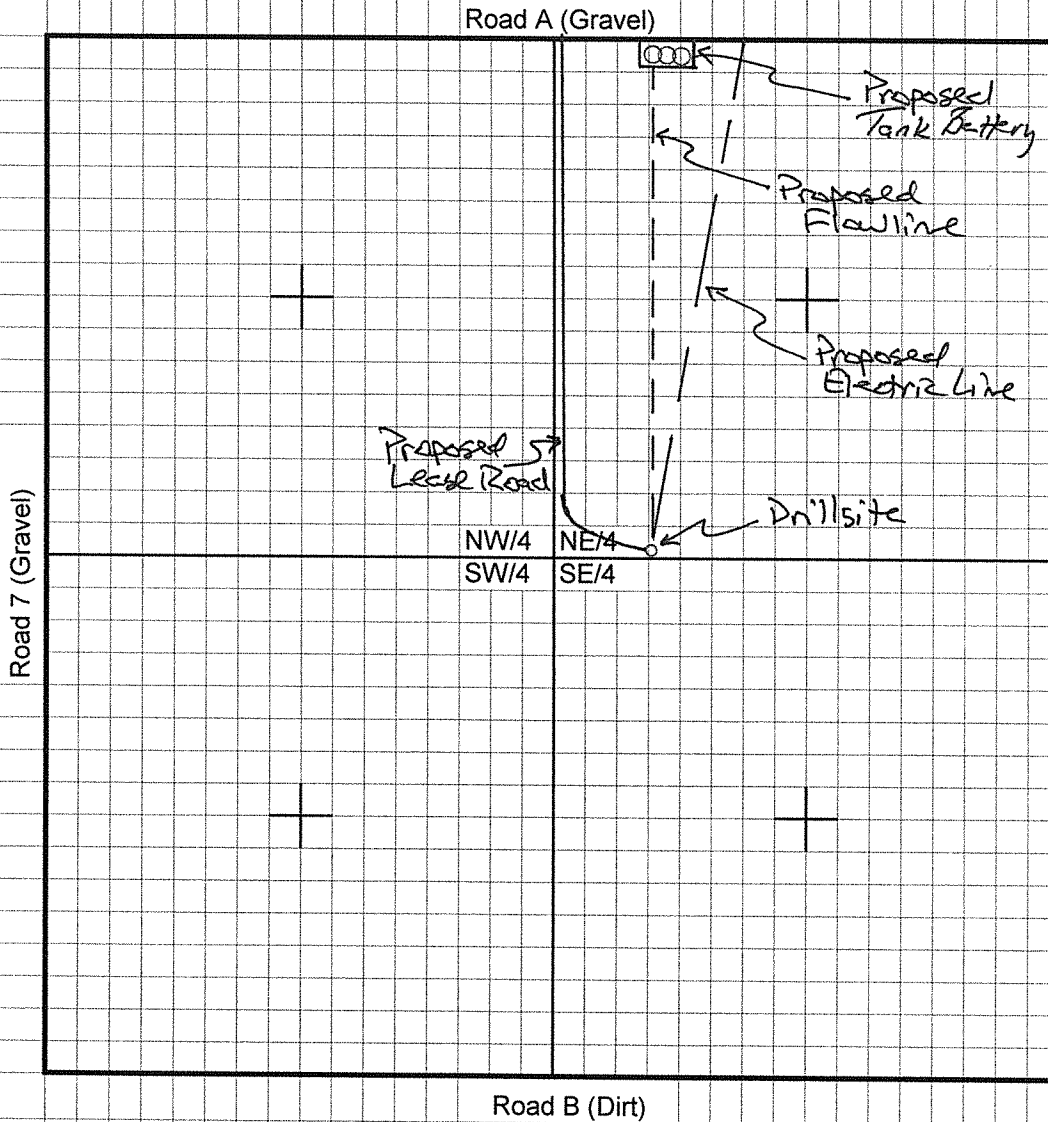 Road A (Gravel)
Proposed
Tank Battery
Proposed
Flowline
Proposed
Electric Line
Proposed
Lease Road
Drillsite
NW/4
NE/4
SW/4
SE/4
Road 7 (Gravel)
Road B (Dirt)